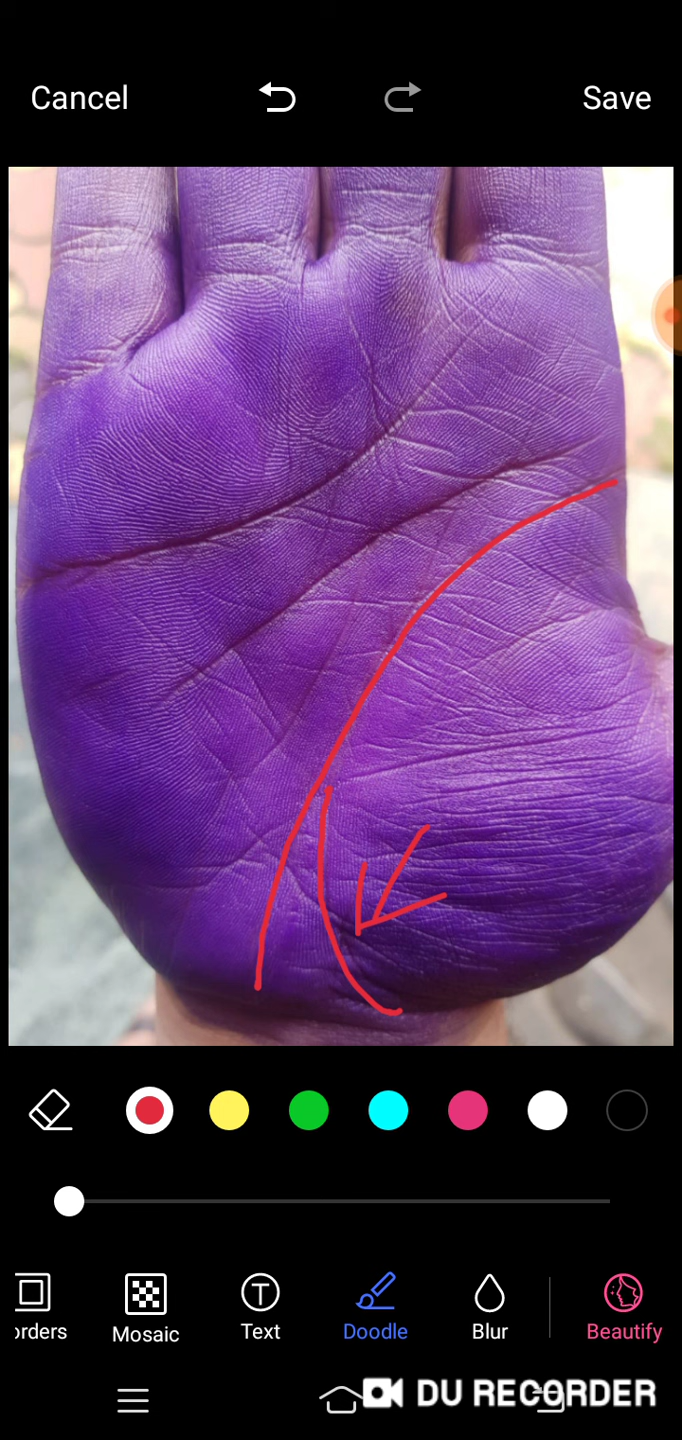 Cancel
Save
orders
Mosaic
Text
Doodle
Blur
Beautify
DU RECORDER